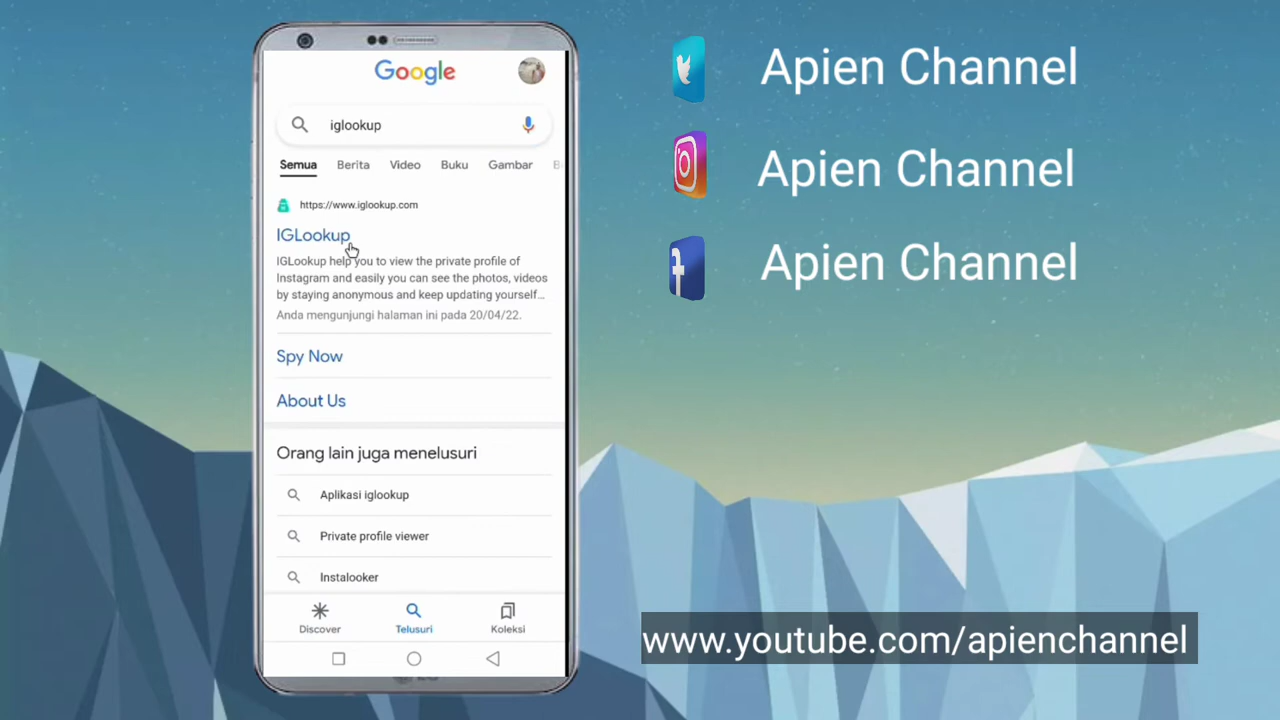 Google
iglookup
Semua Berita Video Buku Gambar
https://www.iglookup.com
IGLookup
IGLookup help you to view the private profile of
Instagram and easily you can see the photos, videos
by staying anonymous and keep updating yourself...
Anda mengunjungi halaman ini pada 20/04/22.
Spy Now
About Us
Orang lain juga menelusuri
Aplikasi iglookup
Private profile viewer
Instalooker
Discover Telusuri Koleksi
Apien Channel
Apien Channel
Apien Channel
www.youtube.com/apienchannel